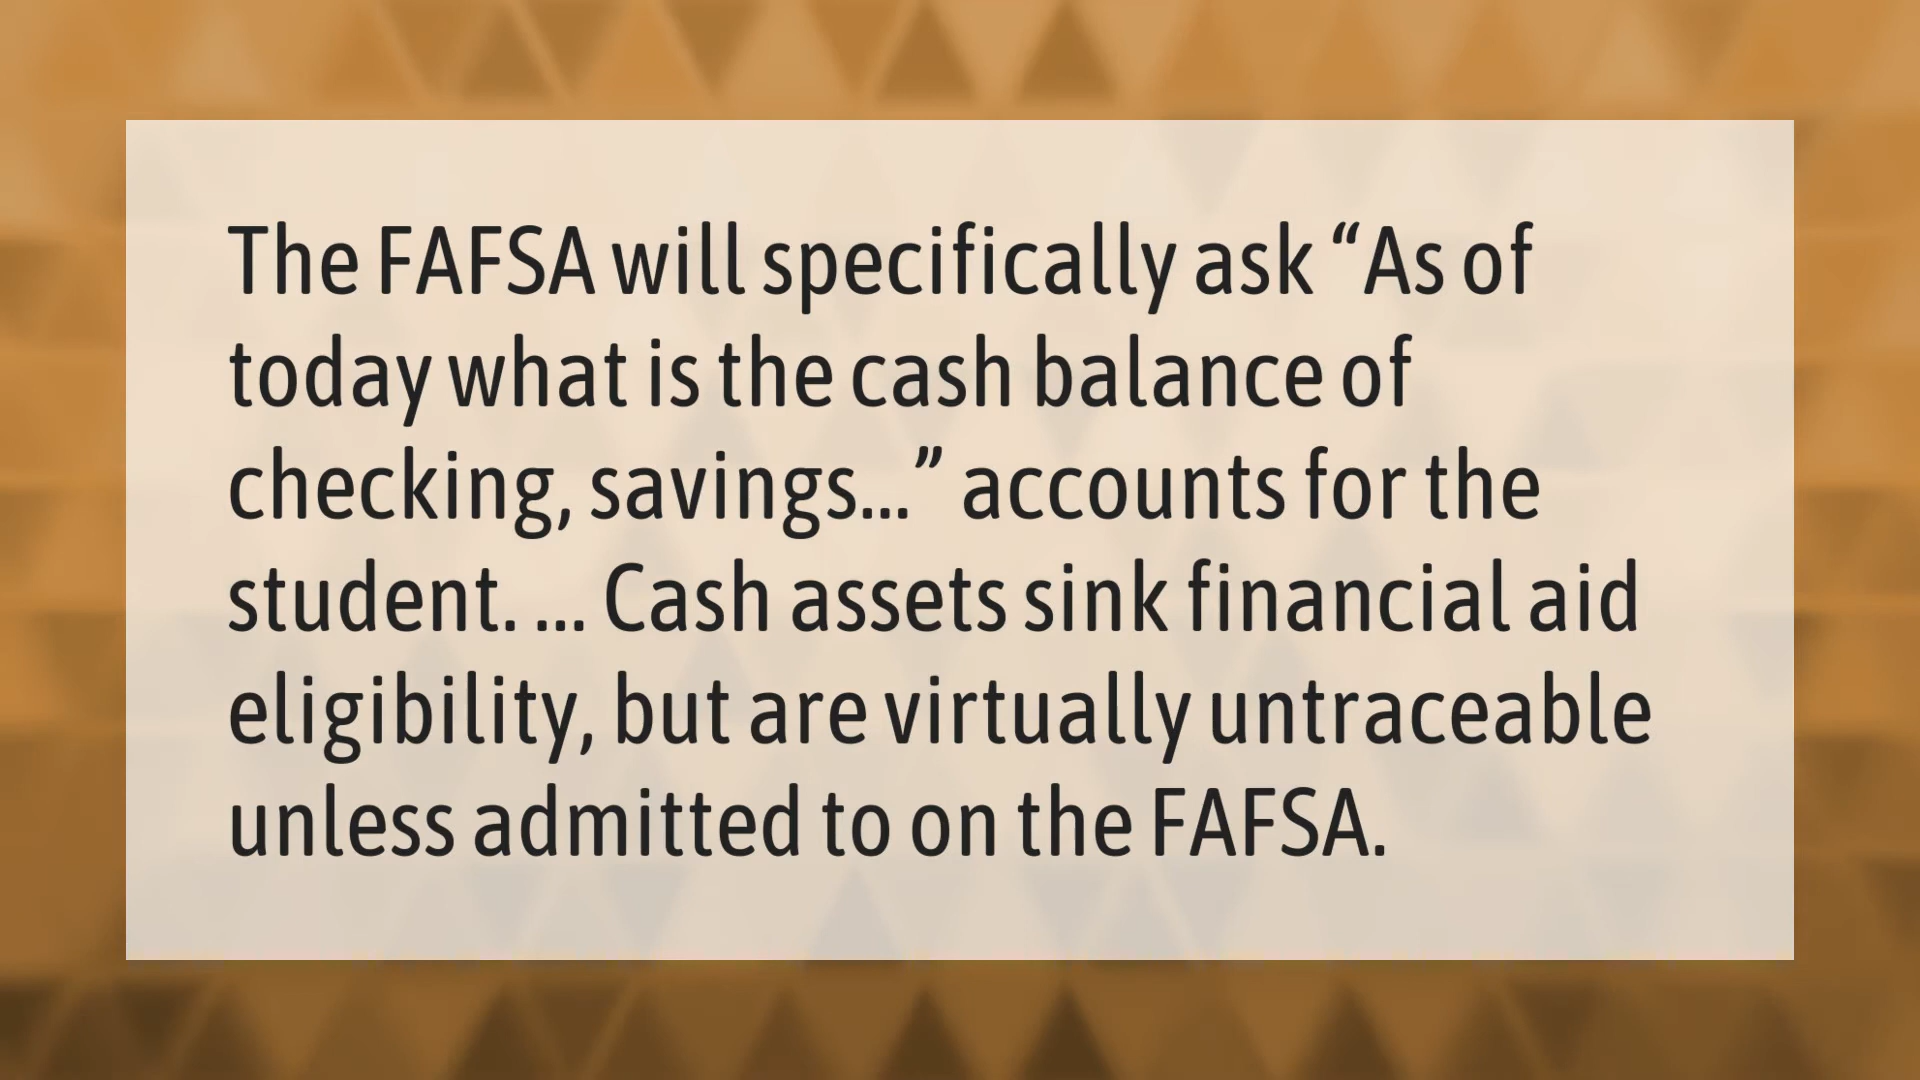 The FAFSA will specifically ask “As of
today what is the cash balance of
checking, savings...” accounts for the
student. ... Cash assets sink financial aid
eligibility, but are virtually untraceable
unless admitted to on the FAFSA.